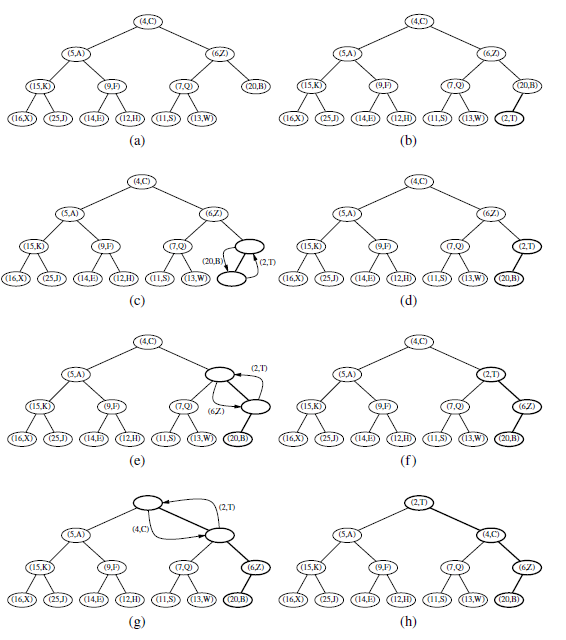 (4,C) (4,C)
(5,A) (6,Z) (5,A) (6,Z)
(15,K) (9,F) (7,Q) (20,B) (15,K) (9,F) (7,Q) (20,B)
(16,X) (25,J) (14,E) (12,H) (11,S) (13,W) (16,X) (25,J) (14,E) (12,H) (11,S) (13,W) (2,T)
(a) (b)
(4,C) (4,C)
(5,A) (6,Z) (5,A) (6,Z)
(15,K) (9,F) (7,Q) (15,K) (9,F) (7,Q) (2,T)
(20,B) (2,T)
(16,X) (25,J) (14,E) (12,H) (11,S) (13,W) (16,X) (25,J) (14,E) (12,H) (11,S) (13,W) (20,B)
(c) (d)
(4,C) (4,C)
(2,T)
(5,A) (5,A) (2,T)
(15,K) (9,F) (7,Q) (6,Z) (15,K) (9,F) (7,Q) (6,Z)
(16,X) (25,J) (14,E) (12,H) (11,S) (13,W) (20,B) (16,X) (25,J) (14,E) (12,H) (11,S) (13,W) (20,B)
(e) (f)
(2,T) (2,T)
(4,C)
(5,A) (5,A) (4,C)
(15,K) (9,F) (7,Q) (6,Z) (15,K) (9,F) (7,Q) (6,Z)
(16,X) (25,J) (14,E) (12,H) (11,S) (13,W) (20,B) (16,X) (25,J) (14,E) (12,H) (11,S) (13,W) (20,B)
(g) (h)